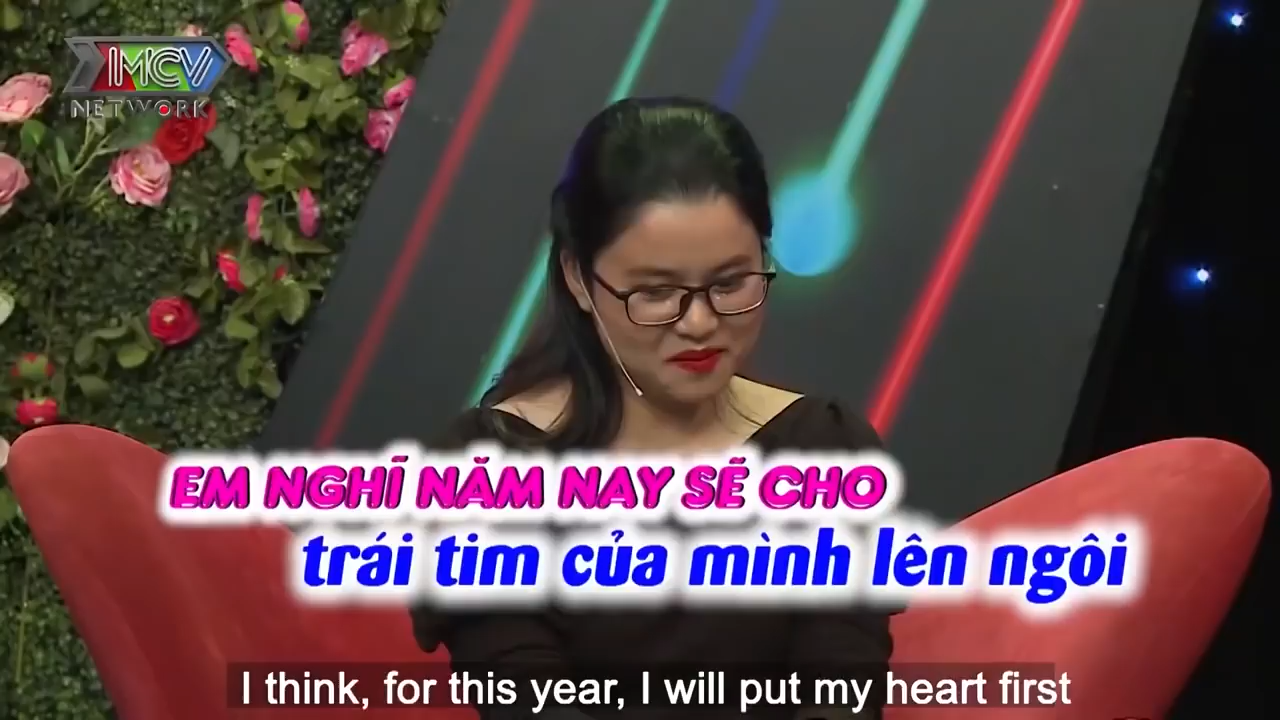 MCV
NETWORK
EM NGHĨ NĂM NAY SẼ CHO
trái tim của mình lên ngôi
I think, for this year, I will put my heart first